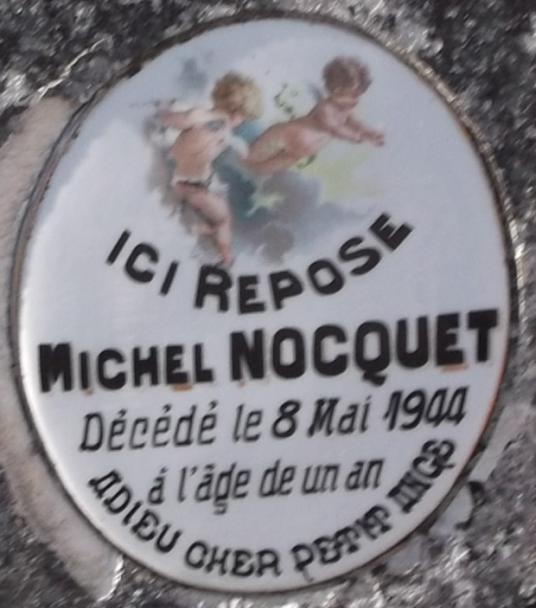 ICI REPOSE
MICHEL NOCQUET
Décédé le 8 Mai 1944
á l'âge de un an
ADIEU CHER PETIT ANGE